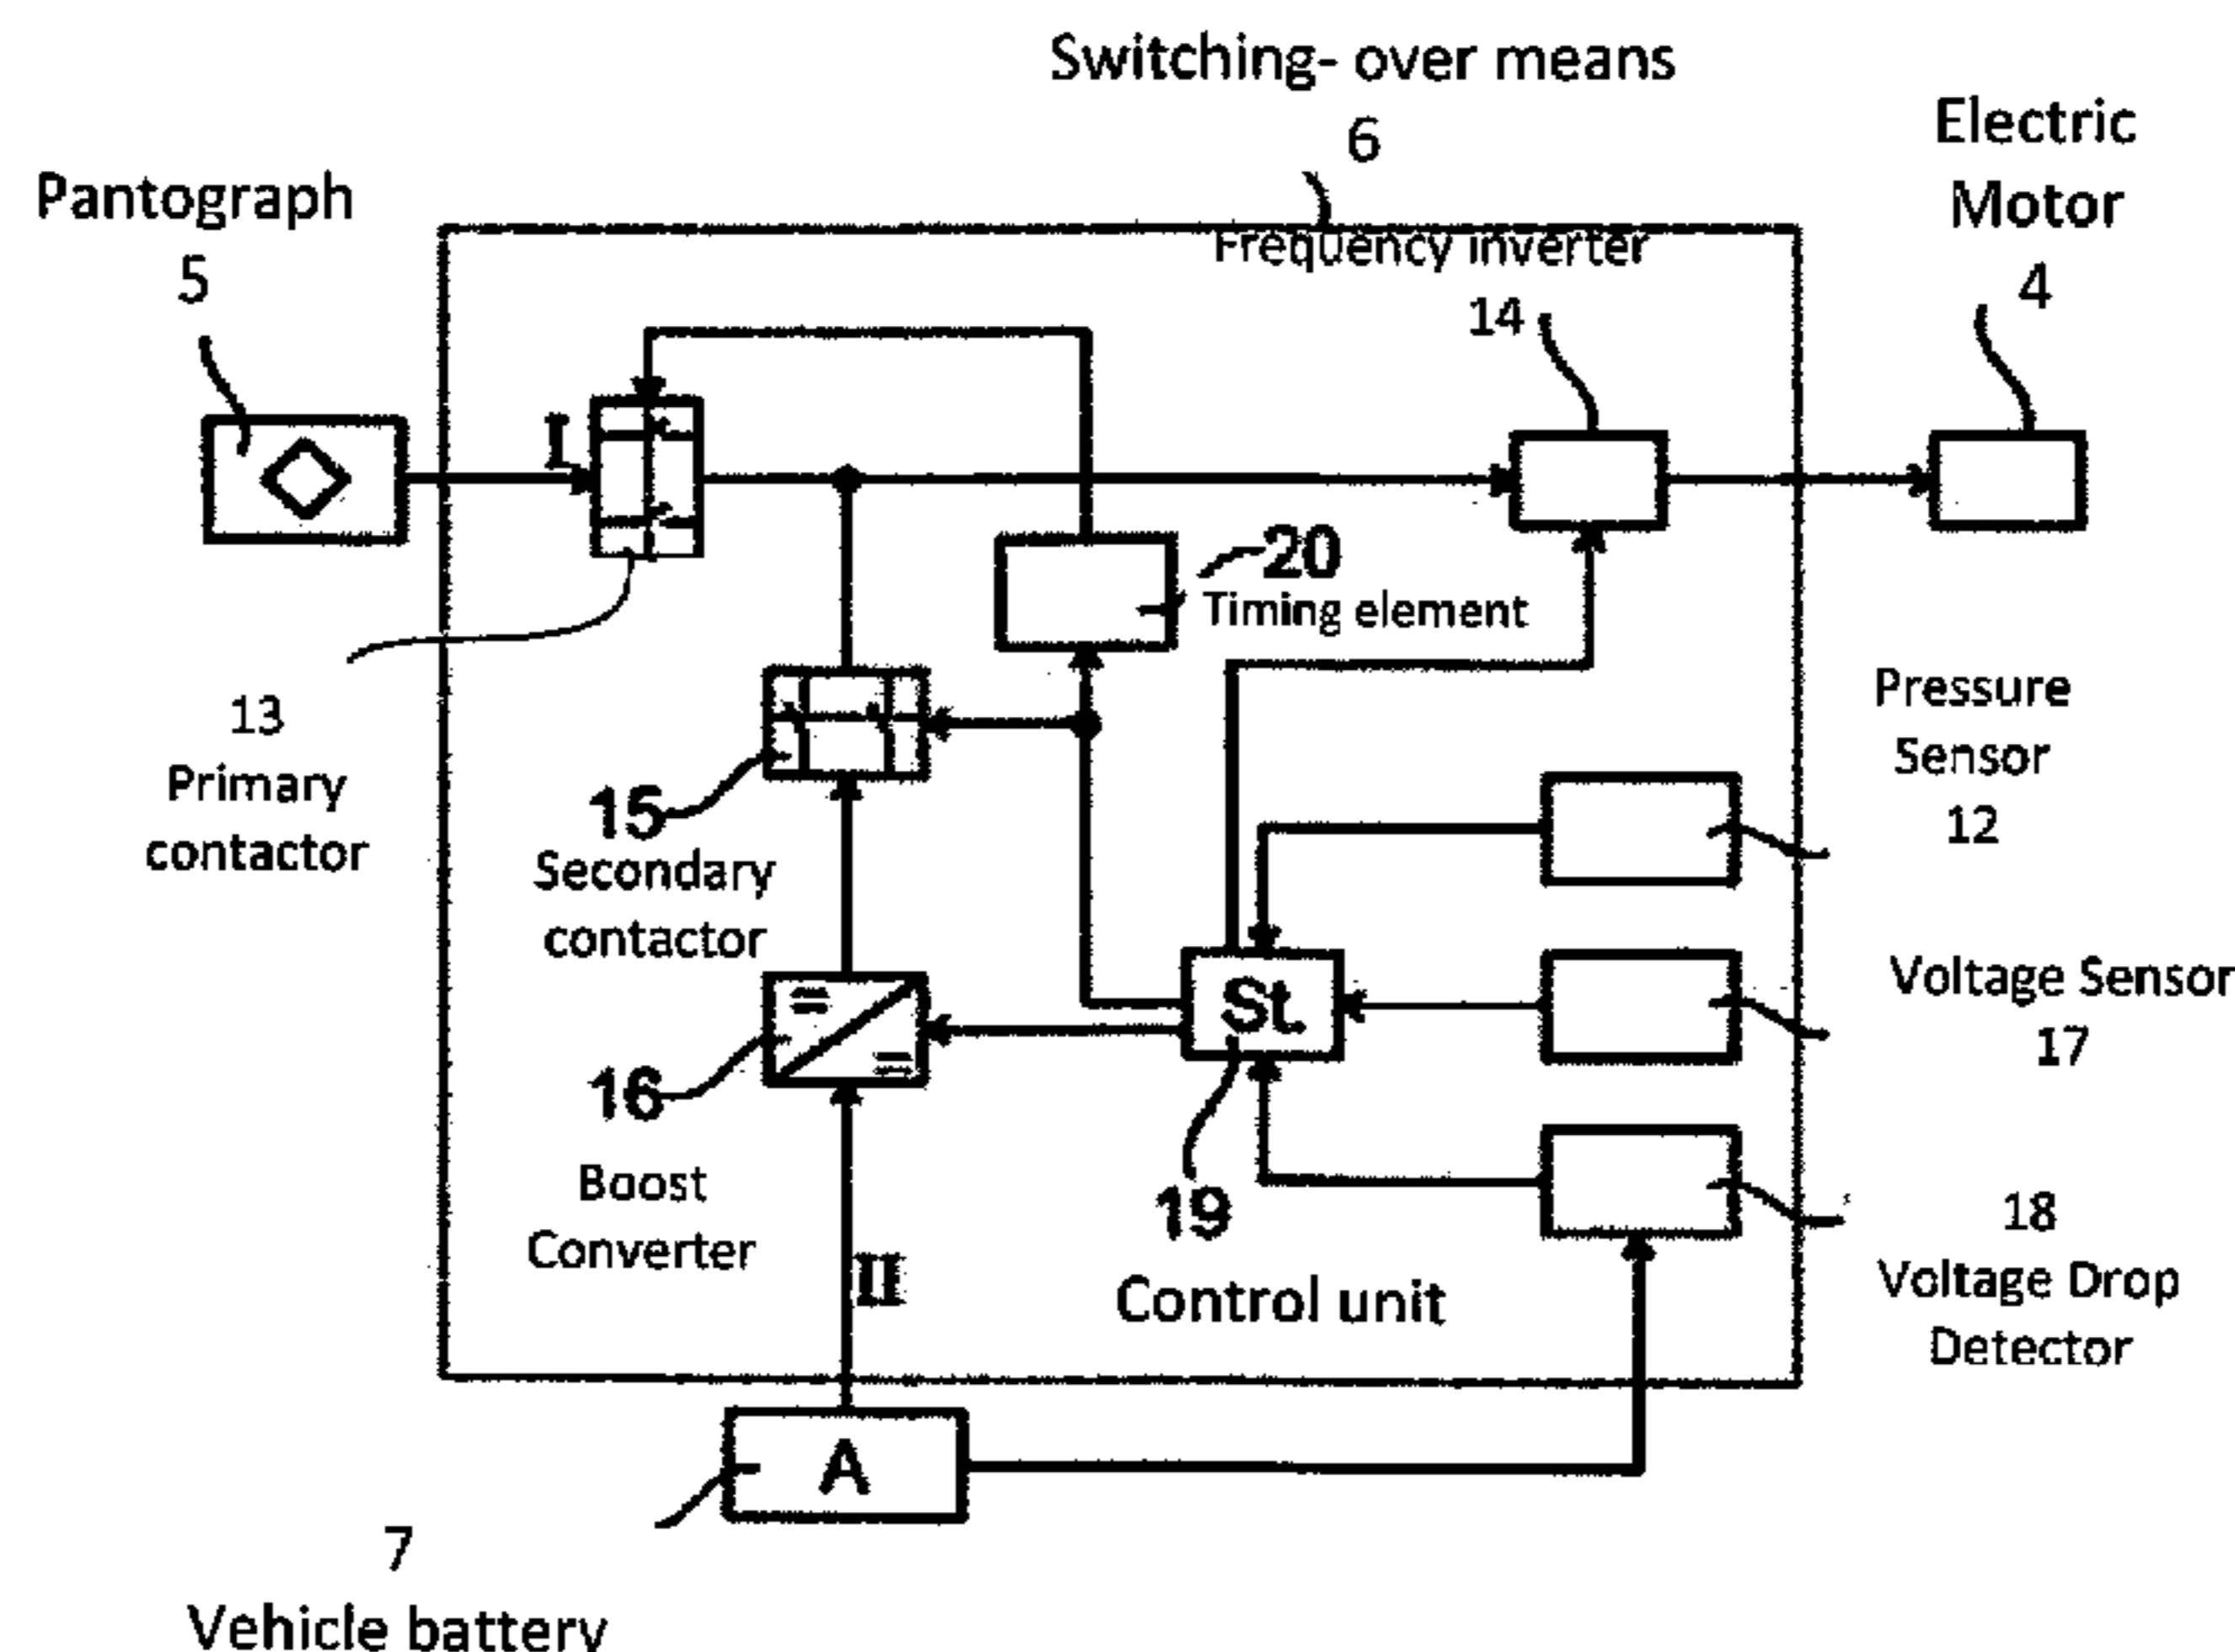 Switching- over means
6
Electric
Motor
4
Pantograph
5
Frequency inverter
14
I
20
Timing element
13
Primary
contactor
15
Secondary
contactor
Pressure
Sensor
12
St
Voltage Sensor
17
=
=
16
Boost
Converter
19
Control unit
18
Voltage Drop
Detector
II
A
7
Vehicle battery